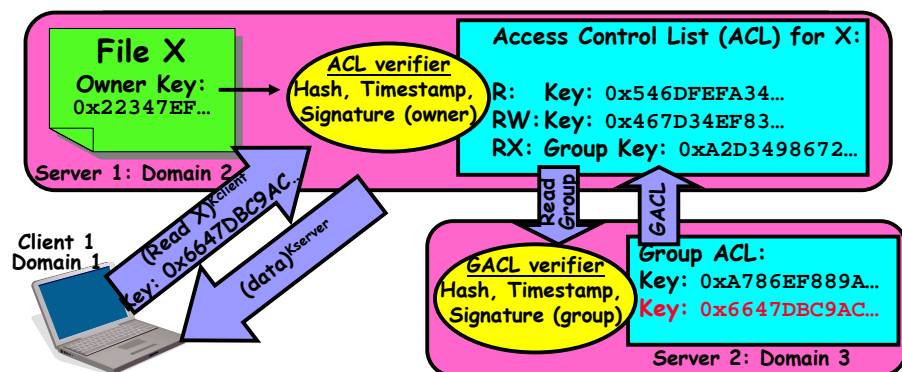 File X
Owner Key:
0x22347EF...
ACL verifier
Hash, Timestamp,
Signature (owner)
Access Control List (ACL) for X:
R: Key: 0x546DFEFA34...
RW: Key: 0x467D34EF83...
RX: Group Key: 0xA2D3498672...
Server 1: Domain 2
Client 1
Domain 1
(Read X)Kclient
Key: 0x6647DBC9AC...
(data)Kserver
Read
Group
GACL
GACL verifier
Hash, Timestamp,
Signature (group)
Group ACL:
Key: 0xA786EF889A...
Key: 0x6647DBC9AC...
Server 2: Domain 3